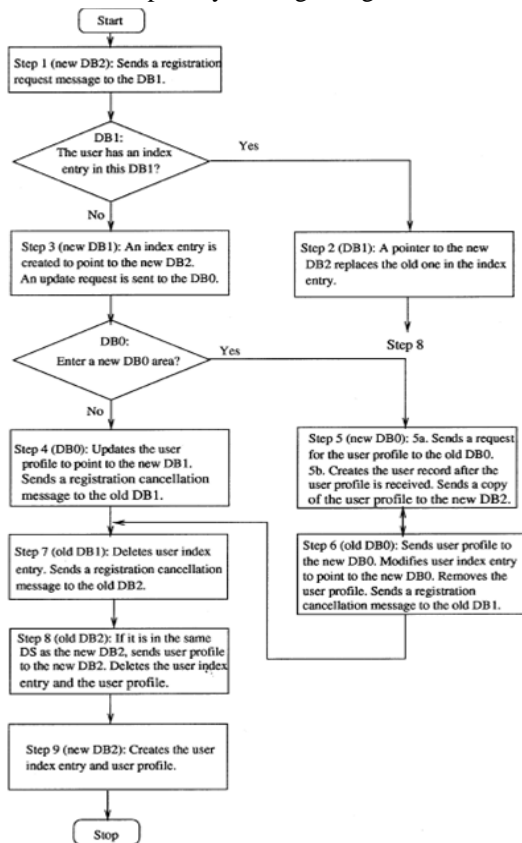 Start
Step 1 (new DB2): Sends a registration
request message to the DB1.
DB1:
The user has an index
entry in this DB1?
Yes
No
Step 3 (new DB1): An index entry is
created to point to the new DB2.
An update request is sent to the DB0.
Step 2 (DB1): A pointer to the new
DB2 replaces the old one in the index
entry.
Step 8
DB0:
Enter a new DB0 area?
Yes
No
Step 4 (DB0): Updates the user
profile to point to the new DB1.
Sends a registration cancellation
message to the old DB1.
Step 5 (new DB0): 5a. Sends a request
for the user profile to the old DB0.
5b. Creates the user record after the
user profile is received. Sends a copy
of the user profile to the new DB2.
Step 7 (old DB1): Deletes user index
entry. Sends a registration cancellation
message to the old DB2.
Step 6 (old DB0): Sends user profile to
the new DB0. Modifies user index entry
to point to the new DB0. Removes the
user profile. Sends a registration
cancellation message to the old DB1.
Step 8 (old DB2): If it is in the same
DS as the new DB2, sends user profile
to the new DB2. Deletes the user index
entry and the user profile.
Step 9 (new DB2): Creates the user
index entry and user profile.
Stop